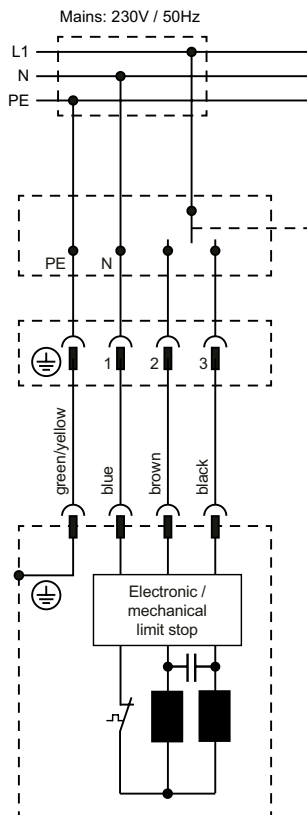 Mains: 230V / 50Hz
L1
N
PE
PE
N
1
2
3
green/yellow
blue
brown
black
Electronic /
mechanical
limit stop